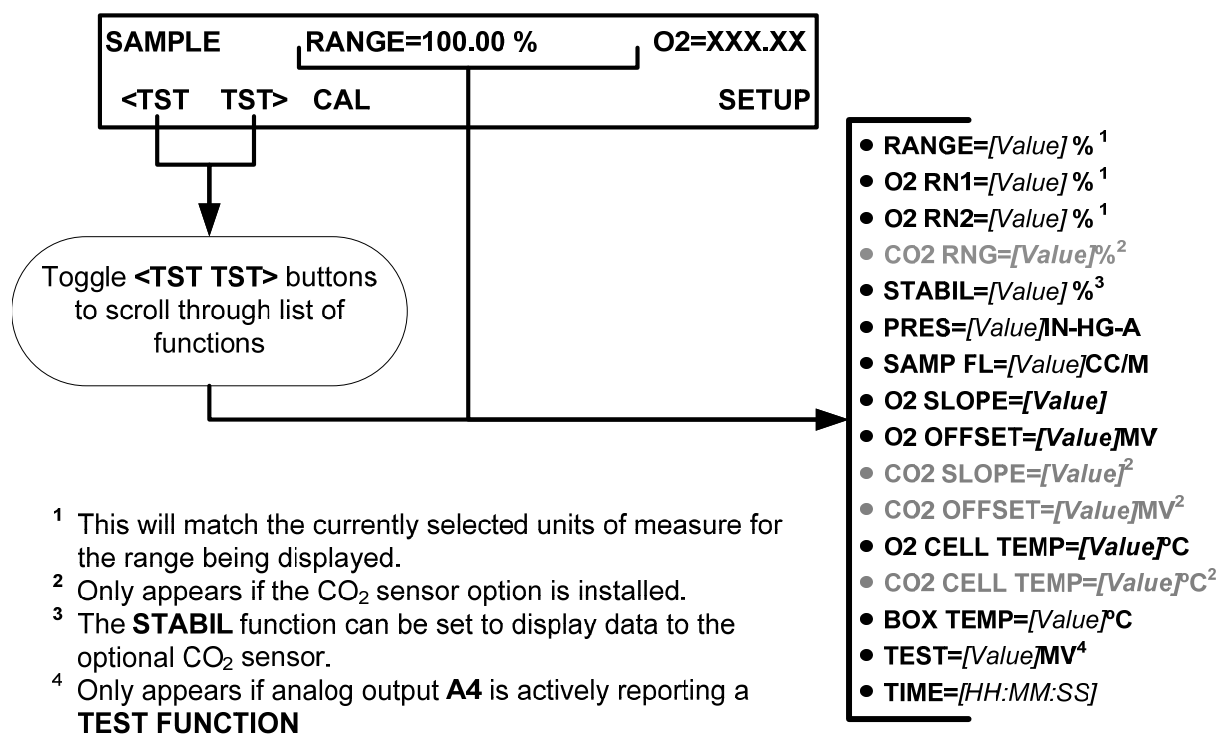 SAMPLE RANGE=100.00 % O2=XXX.XX
<TST TST> CAL SETUP
Toggle <TST TST> buttons
to scroll through list of
functions
• RANGE=[Value] % ¹
• O2 RN1=[Value] % ¹
• O2 RN2=[Value] % ¹
• CO2 RNG=[Value]%²
• STABIL=[Value] %³
• PRES=[Value]IN-HG-A
• SAMP FL=[Value]CC/M
• O2 SLOPE=[Value]
• O2 OFFSET=[Value]MV
• CO2 SLOPE=[Value]²
• CO2 OFFSET=[Value]MV²
• O2 CELL TEMP=[Value]ºC
• CO2 CELL TEMP=[Value]ºC²
• BOX TEMP=[Value]ºC
• TEST=[Value]MV⁴
• TIME=[HH:MM:SS]
¹ This will match the currently selected units of measure for
the range being displayed.
² Only appears if the CO₂ sensor option is installed.
³ The STABIL function can be set to display data to the
optional CO₂ sensor.
⁴ Only appears if analog output A4 is actively reporting a
TEST FUNCTION